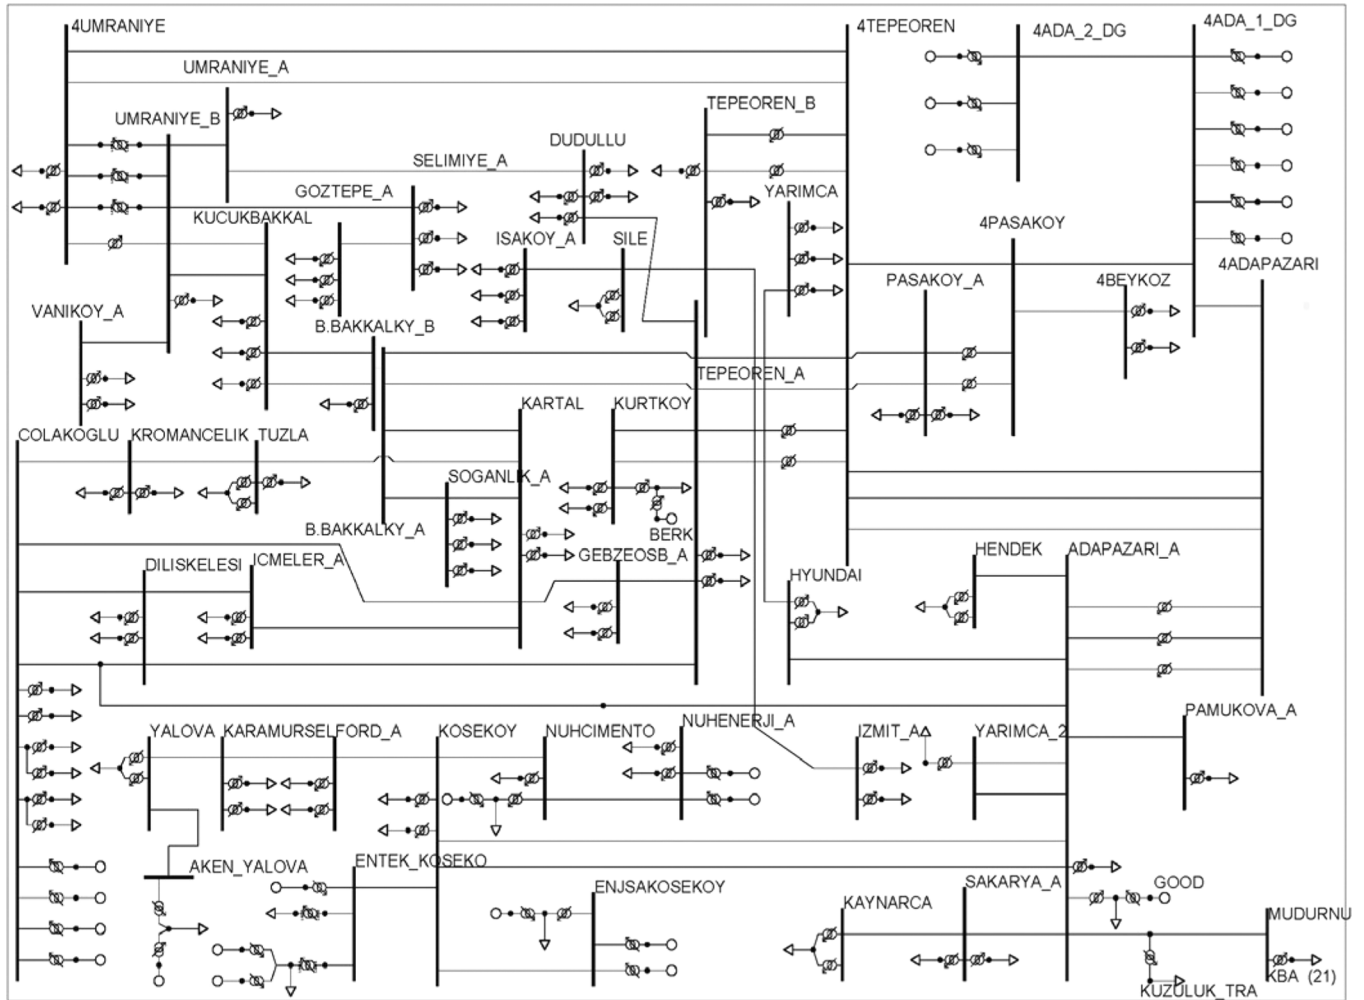 4UMRANIYE
4TEPEOREN
4ADA_2_DG
4ADA_1_DG
UMRANIYE_A
TEPEOREN_B
UMRANIYE_B
DUDULLU
SELIMIYE_A
GOZTEPE_A
YARIMCA
KUCUKBAKKAL
ISAKOY_A
SILE
4PASAKOY
PASAKOY_A
4BEYKOZ
4ADAPAZARI
VANIKOY_A
B.BAKKALKY_B
TEPEOREN_A
KARTAL
KURTKOY
COLAKOGLU
KROMANCELIK
TUZLA
SOGANLIK_A
B.BAKKALKY_A
BERK
DILISKELESI
ICMELER_A
GEBZEOSB_A
HYUNDAI
HENDEK
ADAPAZARI_A
YALOVA
KARAMURSEL
FORD_A
KOSEKOY
NUHCIMENTO
NUHENERJI_A
IZMIT_A
YARIMCA_2
PAMUKOVA_A
AKEN_YALOVA
ENTEK_KOSEKO
ENJSAKOSEKOY
KAYNARCA
SAKARYA_A
GOOD
MUDURNU
KBA (21)
KUZULUK_TRA